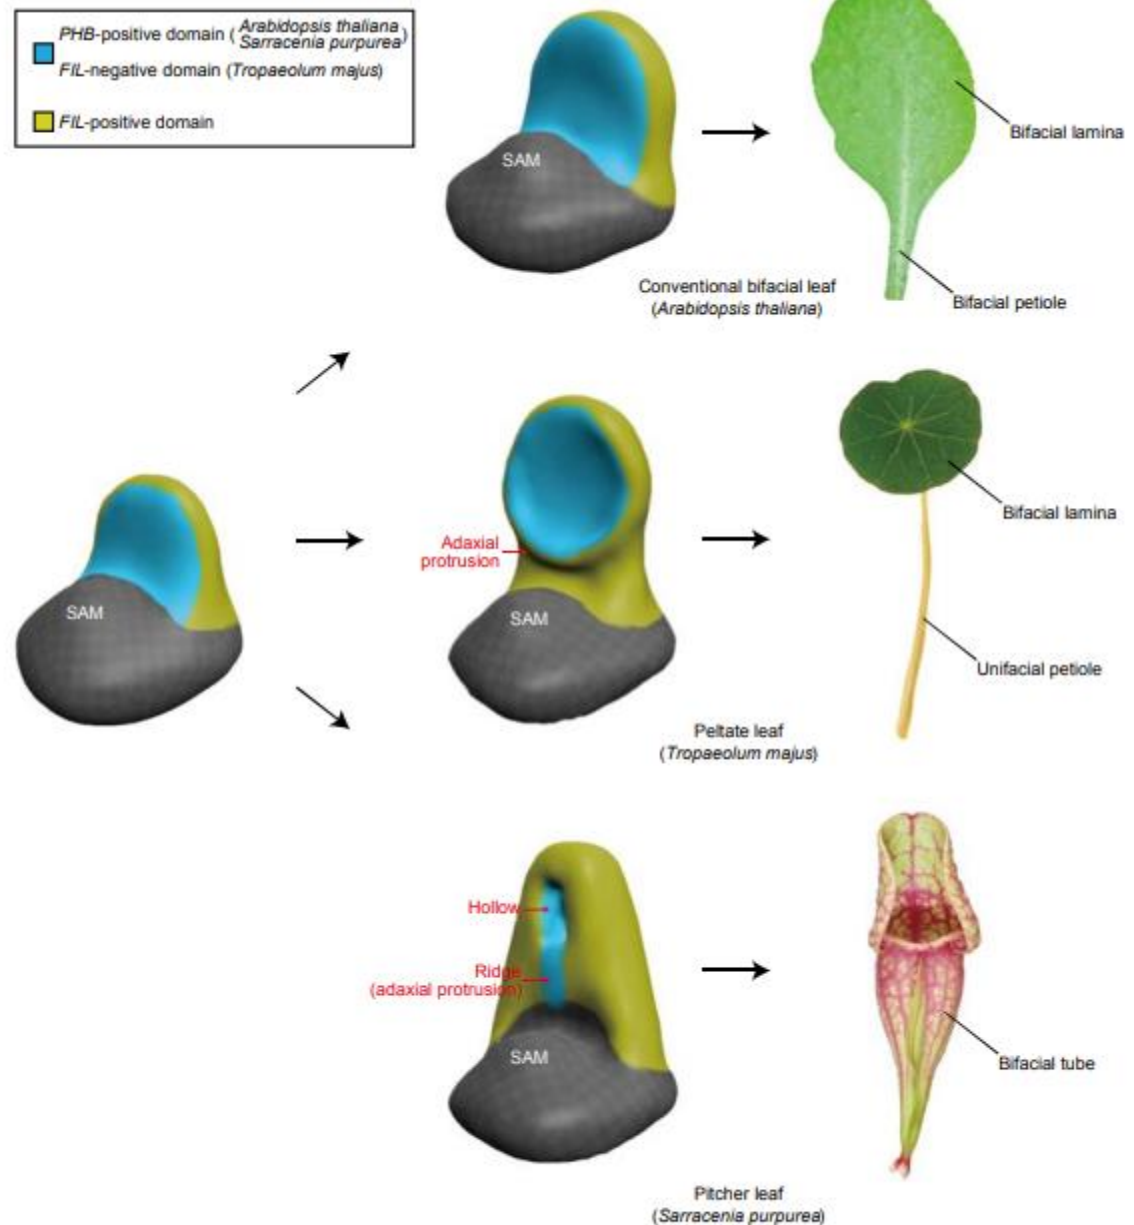 PHB-positive domain ( Arabidopsis thaliana
Sarracenia purpurea )
FIL-negative domain (Tropaeolum majus)
FIL-positive domain
SAM
Bifacial lamina
Bifacial petiole
Conventional bifacial leaf
(Arabidopsis thaliana)
SAM
Adaxial
protrusion
SAM
Bifacial lamina
Unifacial petiole
Peltate leaf
(Tropaeolum majus)
Hollow
Ridge
(adaxial protrusion)
SAM
Bifacial tube
Pitcher leaf
(Sarracenia purpurea)